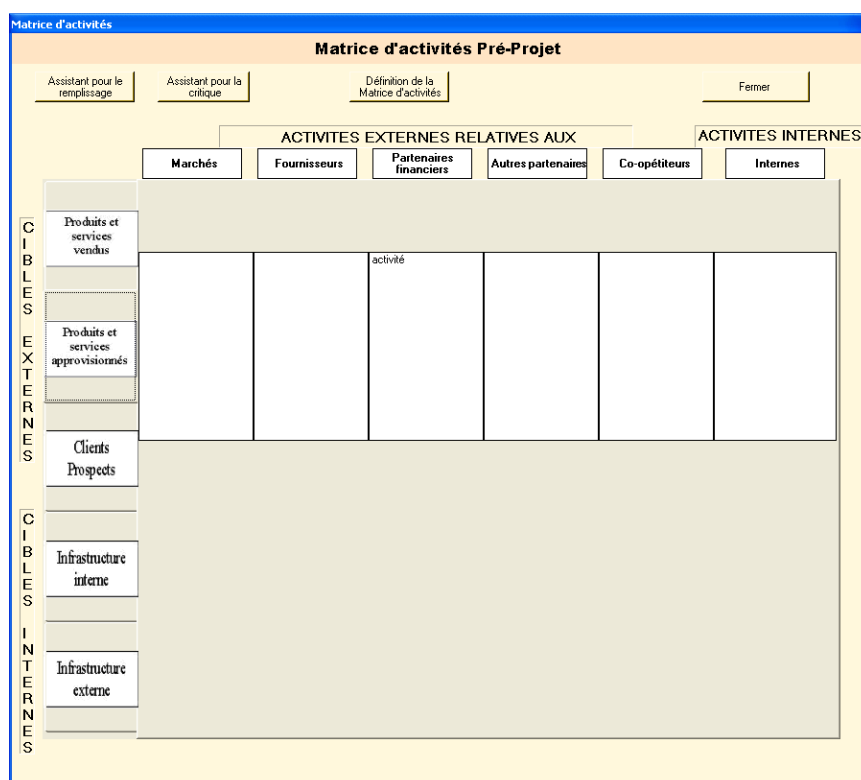 Matrice d'activités
Matrice d'activités Pré-Projet
Assistant pour le
remplissage
Assistant pour la
critique
Définition de la
Matrice d'activités
Fermer
ACTIVITES EXTERNES RELATIVES AUX
ACTIVITES INTERNES
Marchés
Fournisseurs
Partenaires
financiers
Autres partenaires
Co-opétiteurs
Internes
CIBLES EXTERNES
Produits et
services
vendus
activité
Produits et
services
approvisionnés
Clients
Prospects
CIBLES INTERNES
Infrastructure
interne
Infrastructure
externe